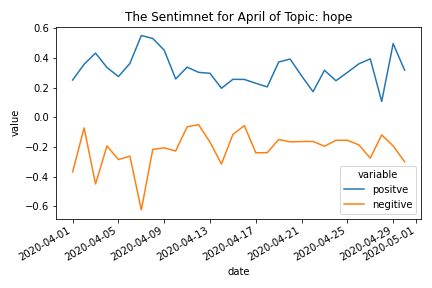 The Sentimnet for April of Topic: hope
value
0.6
0.4
0.2
0.0
−0.2
−0.4
−0.6
variable
positve
negitive
2020-04-01
2020-04-05
2020-04-09
2020-04-13
2020-04-17
2020-04-21
2020-04-25
2020-04-29
2020-05-01
date